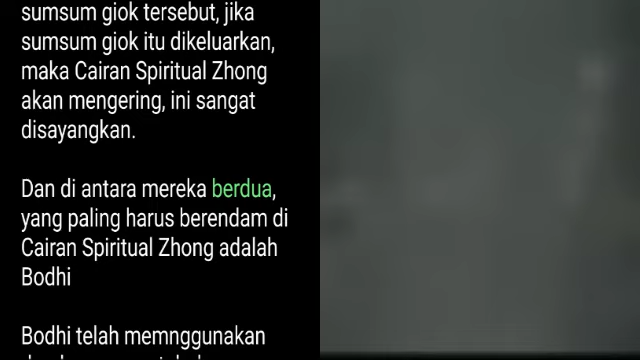 sumsum giok tersebut, jika
sumsum giok itu dikeluarkan,
maka Cairan Spiritual Zhong
akan mengering, ini sangat
disayangkan.
Dan di antara mereka berdua,
yang paling harus berendam di
Cairan Spiritual Zhong adalah
Bodhi
Bodhi telah memnggunakan